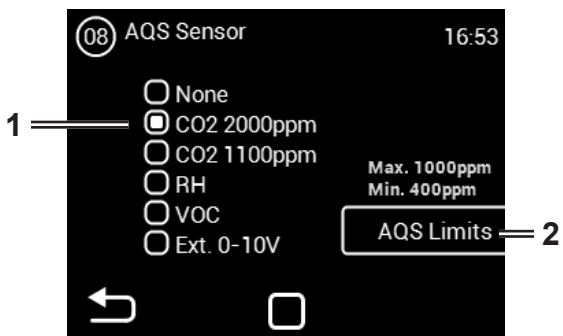 08 AQS Sensor 16:53
None
1 CO2 2000ppm
CO2 1100ppm
RH
VOC
Ext. 0-10V
Max. 1000ppm
Min. 400ppm
AQS Limits 2